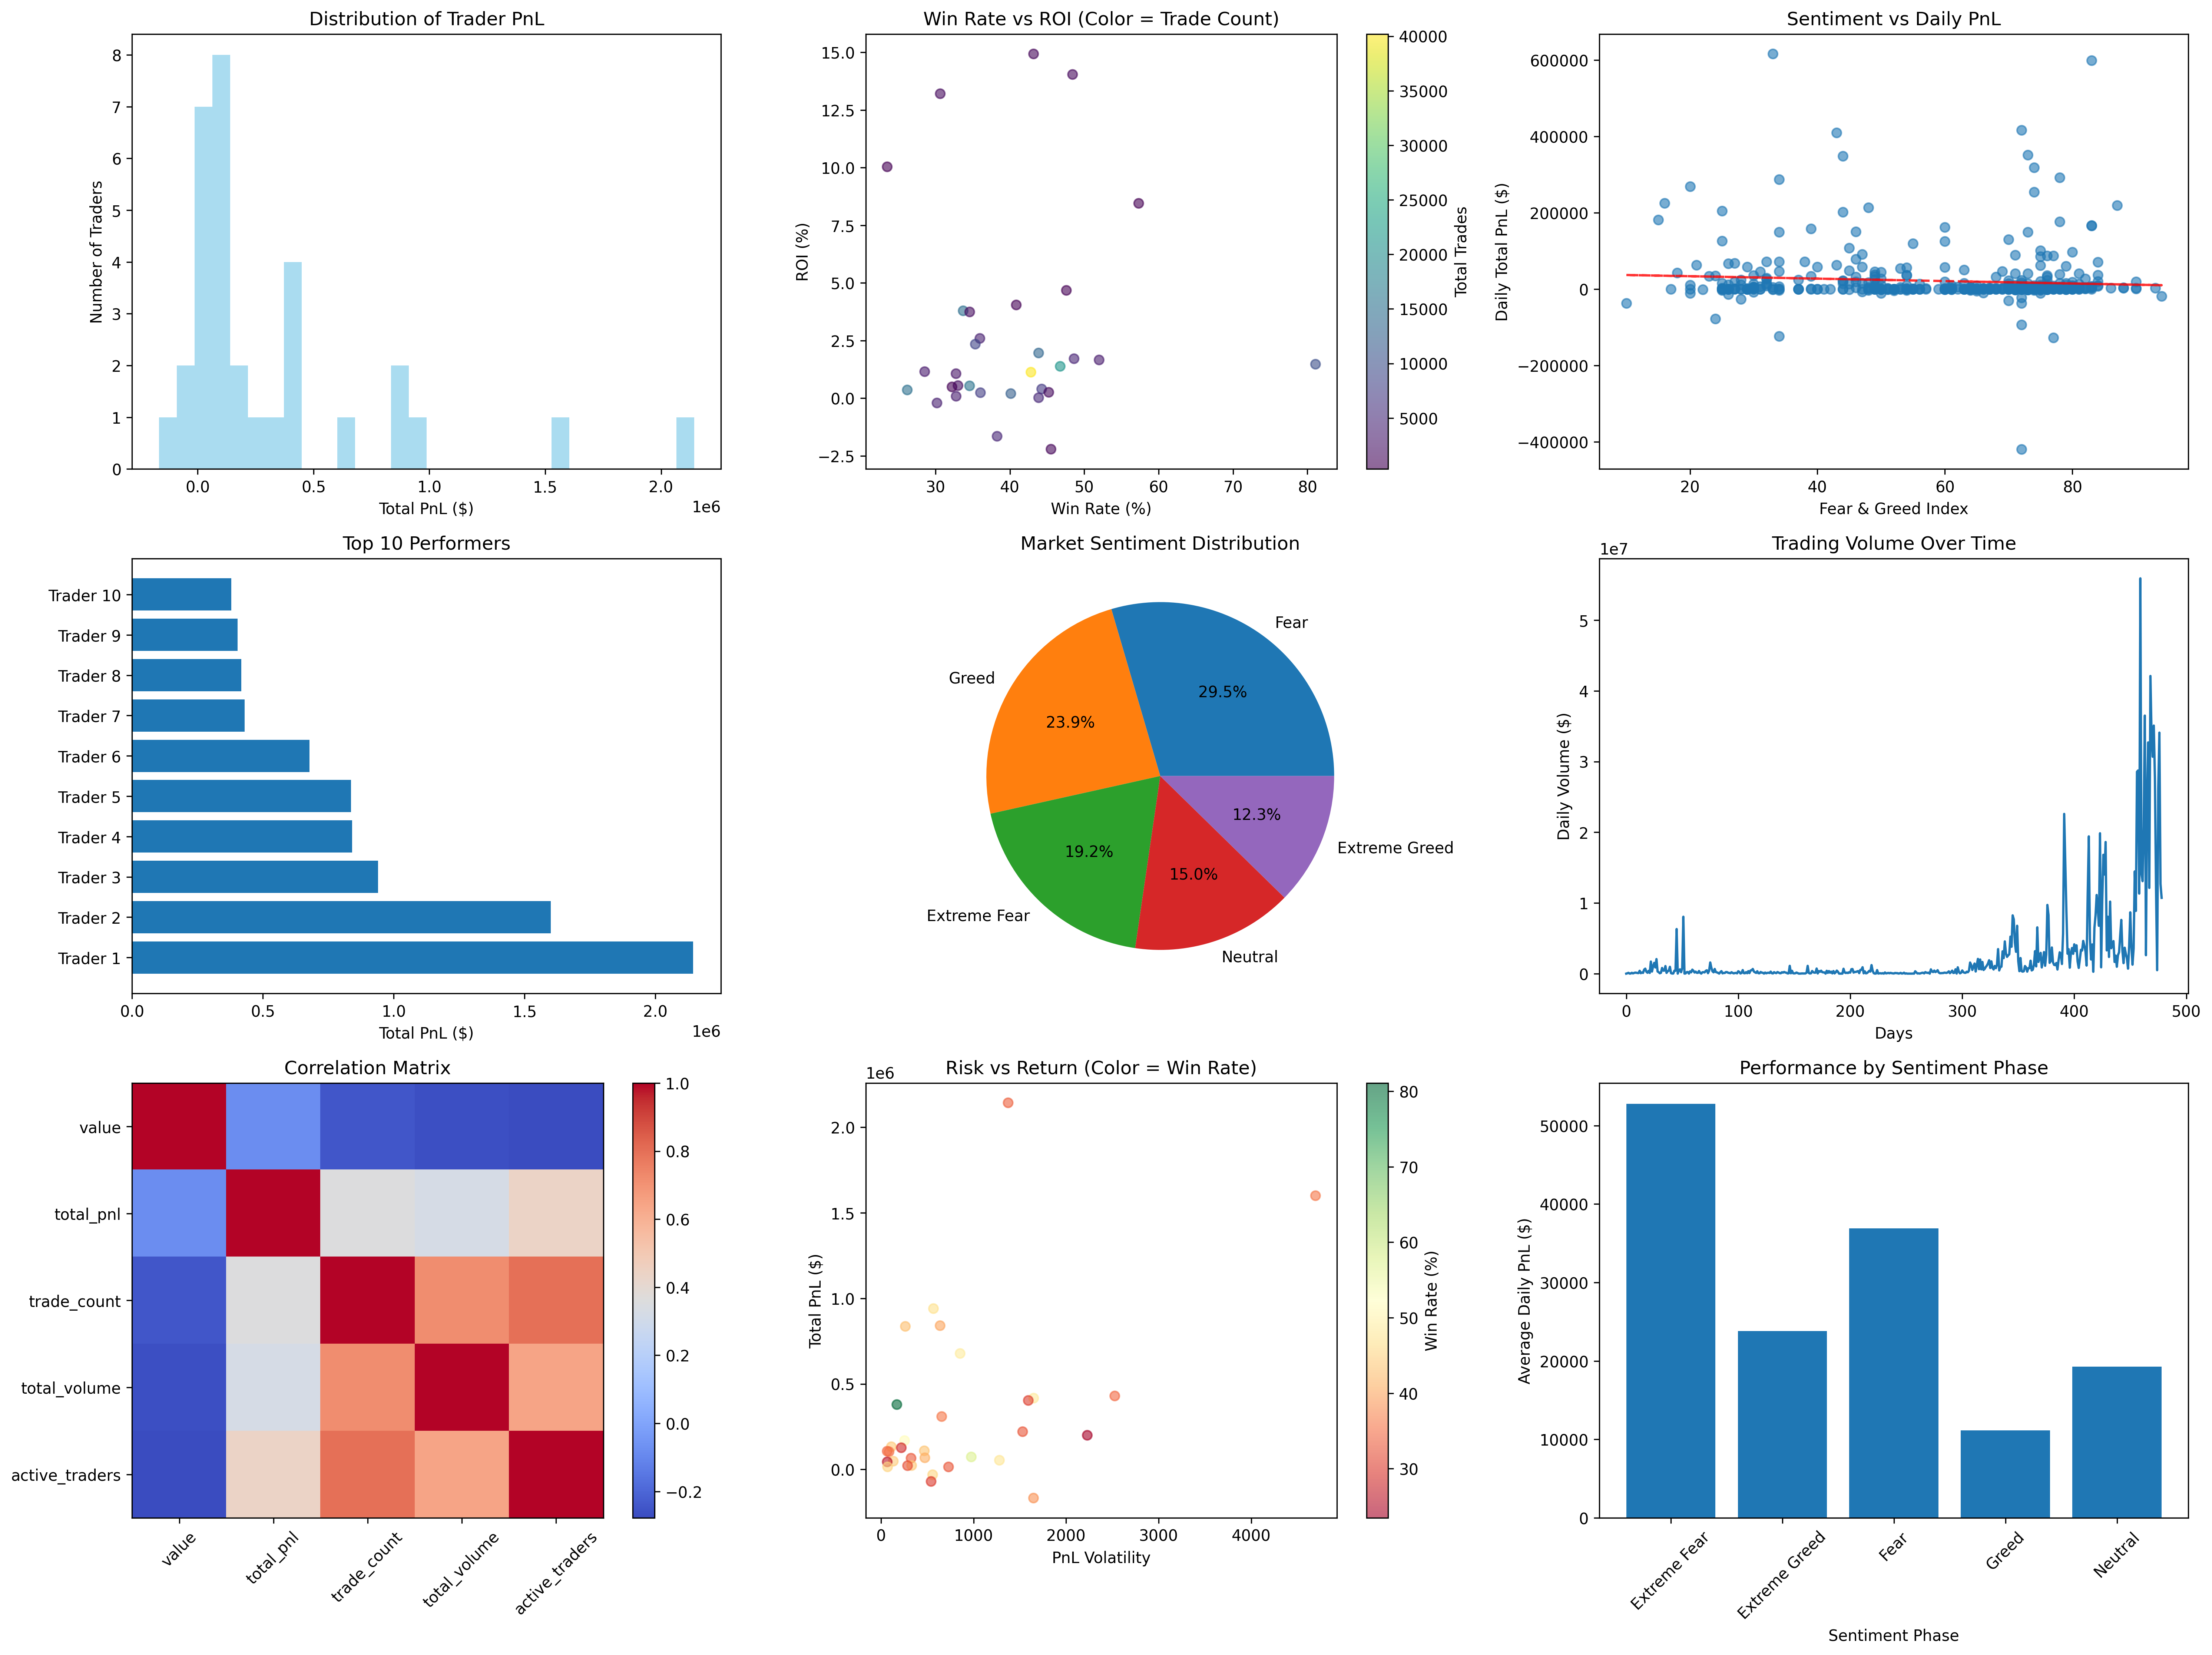 Distribution of Trader PnL
8
7
6
5
4
3
2
1
0
Number of Traders
0.0 0.5 1.0 1.5 2.0
1e6
Total PnL ($)
Win Rate vs ROI (Color = Trade Count)
15.0
12.5
10.0
7.5
5.0
2.5
0.0
−2.5
ROI (%)
30 40 50 60 70 80
Win Rate (%)
40000
35000
30000
25000
20000
15000
10000
5000
Total Trades
Sentiment vs Daily PnL
600000
400000
200000
0
−200000
−400000
Daily Total PnL ($)
20 40 60 80
Fear & Greed Index
Top 10 Performers
Trader 10
Trader 9
Trader 8
Trader 7
Trader 6
Trader 5
Trader 4
Trader 3
Trader 2
Trader 1
0.0 0.5 1.0 1.5 2.0
1e6
Total PnL ($)
Market Sentiment Distribution
Fear
29.5%
Greed
23.9%
Extreme Fear
19.2%
Neutral
15.0%
Extreme Greed
12.3%
Trading Volume Over Time
1e7
5
4
3
2
1
0
Daily Volume ($)
0 100 200 300 400 500
Days
Correlation Matrix
value
total_pnl
trade_count
total_volume
active_traders
value total_pnl trade_count total_volume active_traders
1.0
0.8
0.6
0.4
0.2
0.0
−0.2
Risk vs Return (Color = Win Rate)
1e6
2.0
1.5
1.0
0.5
0.0
Total PnL ($)
0 1000 2000 3000 4000
PnL Volatility
80
70
60
50
40
30
Win Rate (%)
Performance by Sentiment Phase
50000
40000
30000
20000
10000
0
Average Daily PnL ($)
Extreme Fear Extreme Greed Fear Greed Neutral
Sentiment Phase